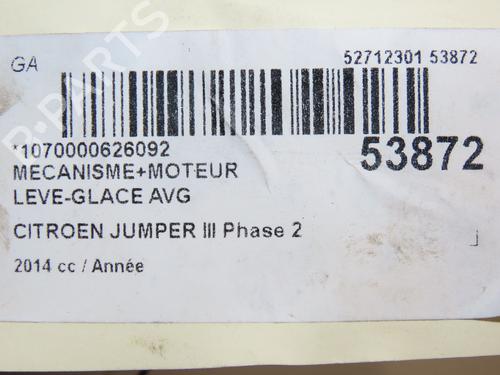 GA
52712301 53872
*1070000626092
53872
MECANISME+MOTEUR
LEVE-GLACE AVG
CITROEN JUMPER III Phase 2
2014 cc / Année